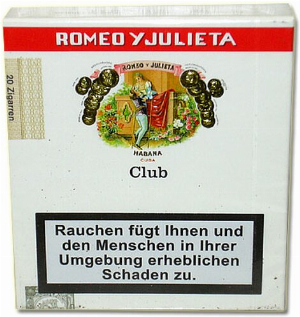 ROMEO Y JULIETA
ROMEO Y JULIETA
20 Zigarren
HABANA
CUBA
Club
Rauchen fügt Ihnen und
den Menschen in Ihrer
Umgebung erheblichen
Schaden zu.